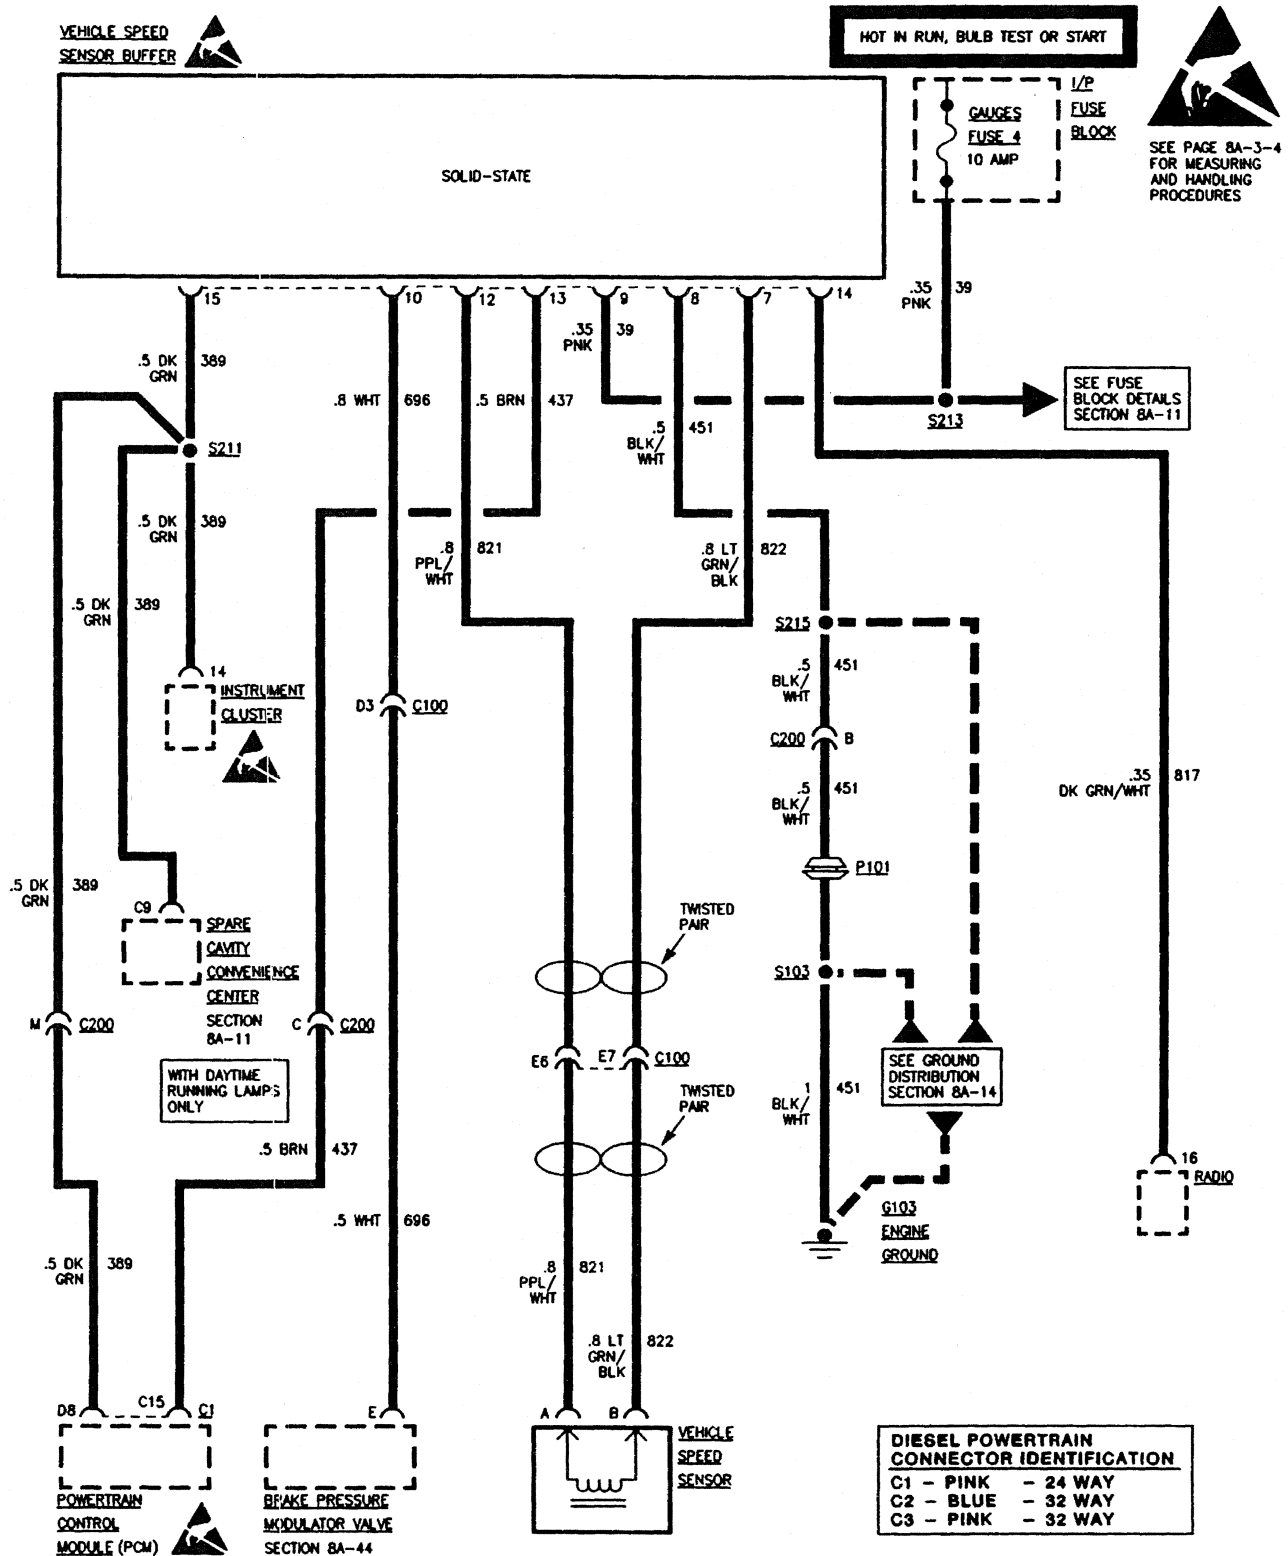 VEHICLE SPEED
SENSOR BUFFER
HOT IN RUN, BULB TEST OR START
I/P
FUSE
BLOCK
GAUGES
FUSE 4
10 AMP
SEE PAGE 8A-3-4
FOR MEASURING
AND HANDLING
PROCEDURES
SOLID-STATE
15
10
12
13
9
8
7
14
.35
PNK
39
.35
PNK
39
.5 DK
GRN
389
.8 WHT
696
.5 BRN
437
.5
BLK/
WHT
451
S213
SEE FUSE
BLOCK DETAILS
SECTION 8A-11
S211
.5 DK
GRN
389
.8
PPL/
WHT
821
.8 LT
GRN/
BLK
822
.5 DK
GRN
389
S215
14
INSTRUMENT
CLUSTER
D3
C100
.5
BLK/
WHT
451
C200
B
.5
BLK/
WHT
451
.35
DK GRN/WHT
817
P101
.5 DK
GRN
389
C9
SPARE
CAVITY
CONVENIENCE
CENTER
SECTION
8A-11
TWISTED
PAIR
S103
M
C200
C
C200
E6
E7
C100
SEE GROUND
DISTRIBUTION
SECTION 8A-14
WITH DAYTIME
RUNNING LAMPS
ONLY
TWISTED
PAIR
1
BLK/
WHT
451
.5 BRN
437
16
RADIO
.5 WHT
696
G103
ENGINE
GROUND
.5 DK
GRN
389
.8
PPL/
WHT
821
.8 LT
GRN/
BLK
822
D8
C15
C1
E
A
B
VEHICLE
SPEED
SENSOR
POWERTRAIN
CONTROL
MODULE (PCM)
BRAKE PRESSURE
MODULATOR VALVE
SECTION 8A-44
DIESEL POWERTRAIN
CONNECTOR IDENTIFICATION
C1 - PINK - 24 WAY
C2 - BLUE - 32 WAY
C3 - PINK - 32 WAY